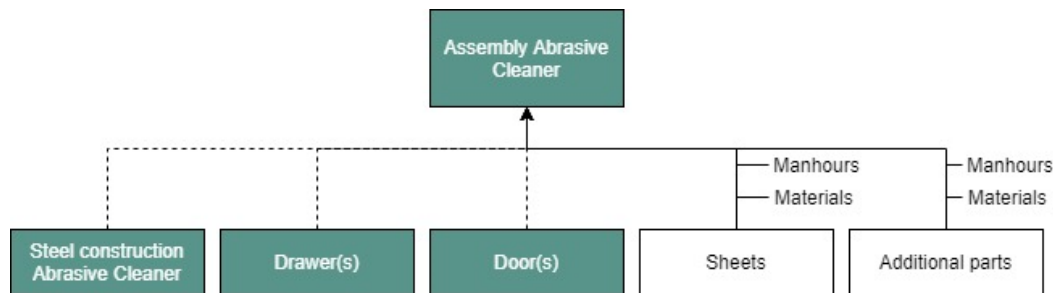 Assembly Abrasive
Cleaner
Manhours
Manhours
Materials
Materials
Steel construction
Abrasive Cleaner
Drawer(s)
Door(s)
Sheets
Additional parts